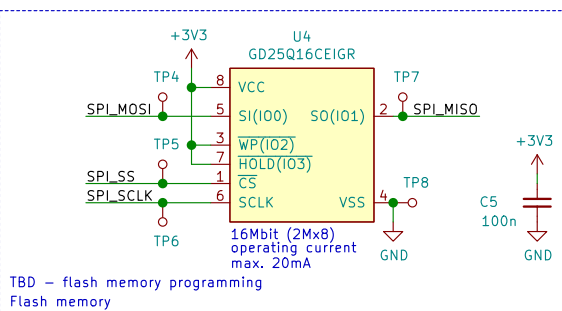 +3V3
U4
GD25Q16CEIGR
TP4
8
VCC
TP7
SPI_MOSI
5
SI(IO0)
SO(IO1)
2
SPI_MISO
TP5
3
WP(IO2)
+3V3
7
HOLD(IO3)
SPI_SS
1
CS
TP8
SPI_SCLK
6
SCLK
VSS
4
C5
100n
TP6
16Mbit (2Mx8)
operating current
max. 20mA
GND
GND
TBD – flash memory programming
Flash memory